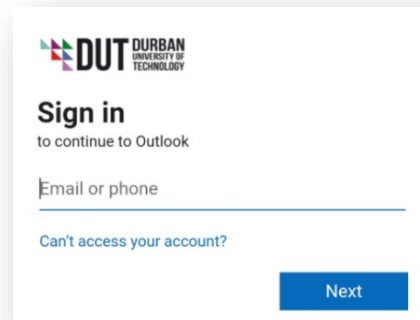 DUT DURBAN
UNIVERSITY OF
TECHNOLOGY
Sign in
to continue to Outlook
Email or phone
Can't access your account?
Next